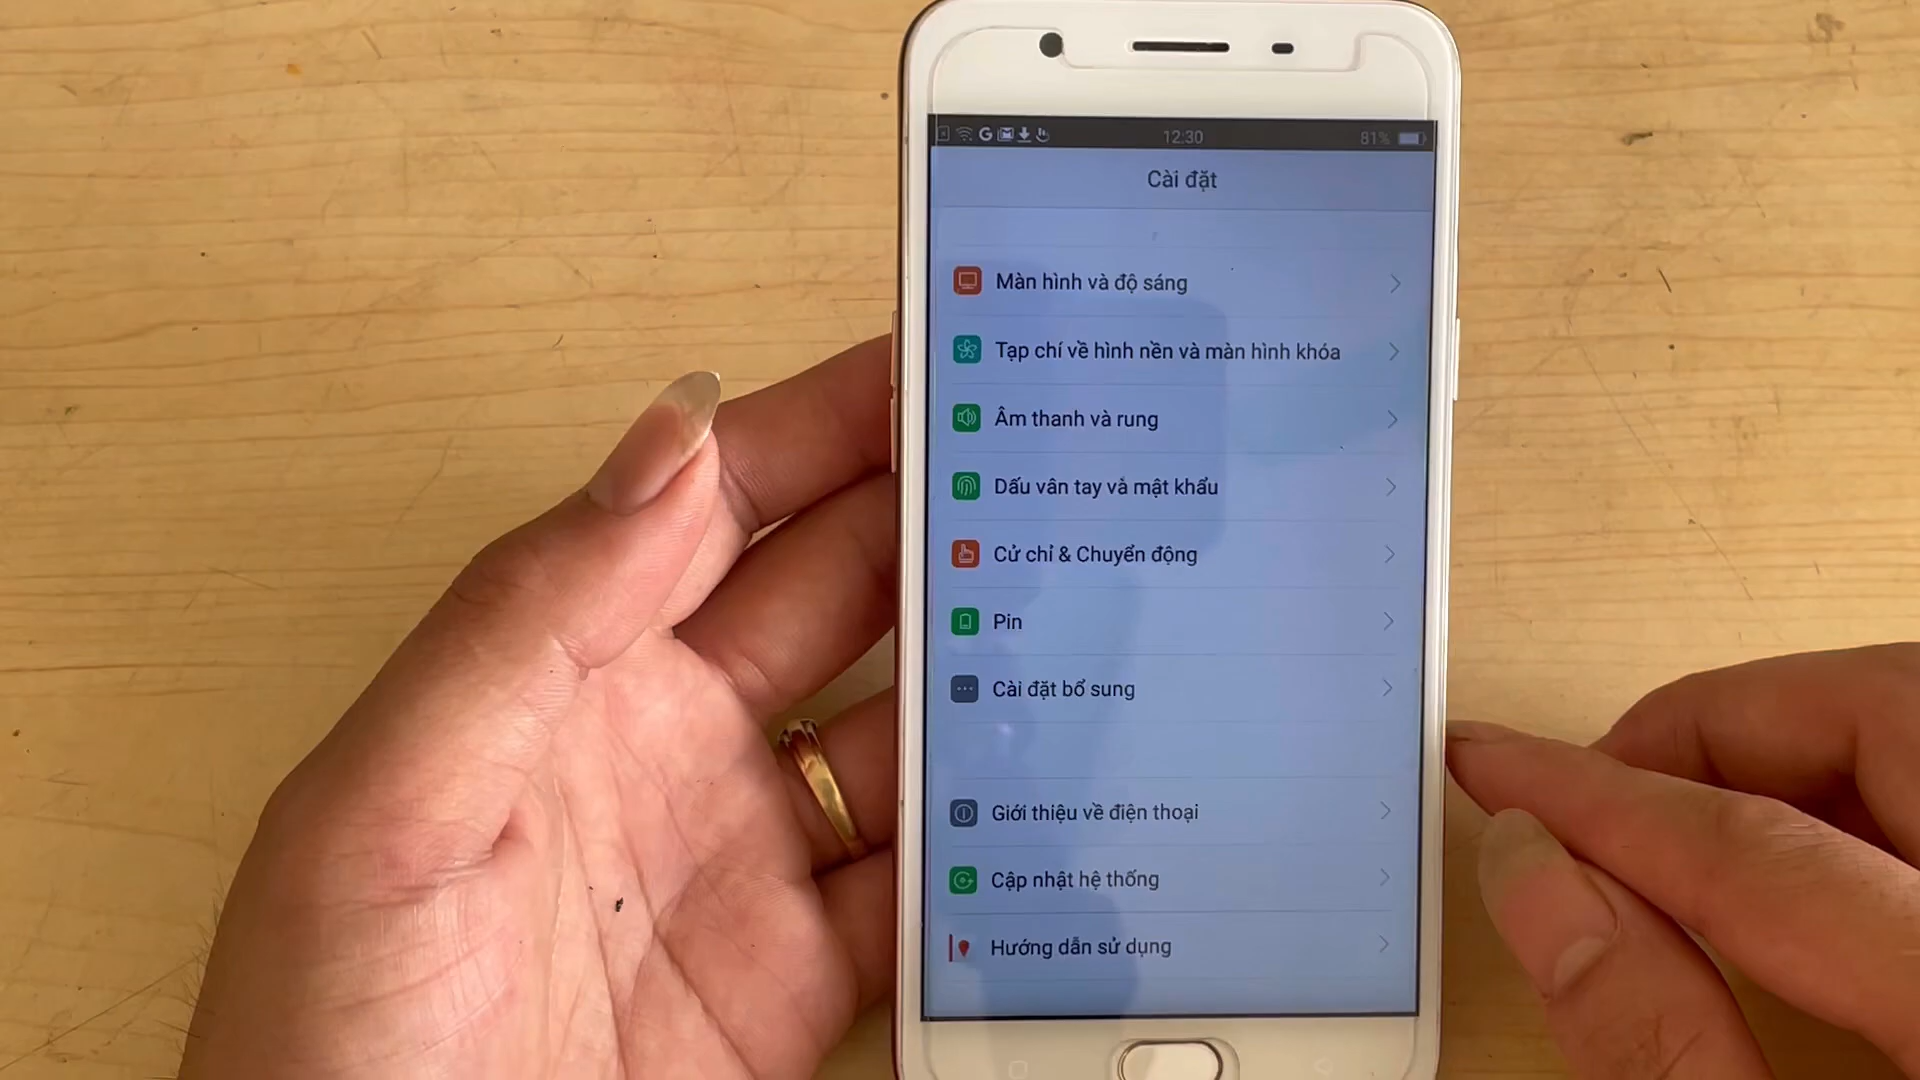 12:30
81%
Cài đặt
Màn hình và độ sáng
Tạp chí về hình nền và màn hình khóa
Âm thanh và rung
Dấu vân tay và mật khẩu
Cử chỉ & Chuyển động
Pin
Cài đặt bổ sung
Giới thiệu về điện thoại
Cập nhật hệ thống
Hướng dẫn sử dụng